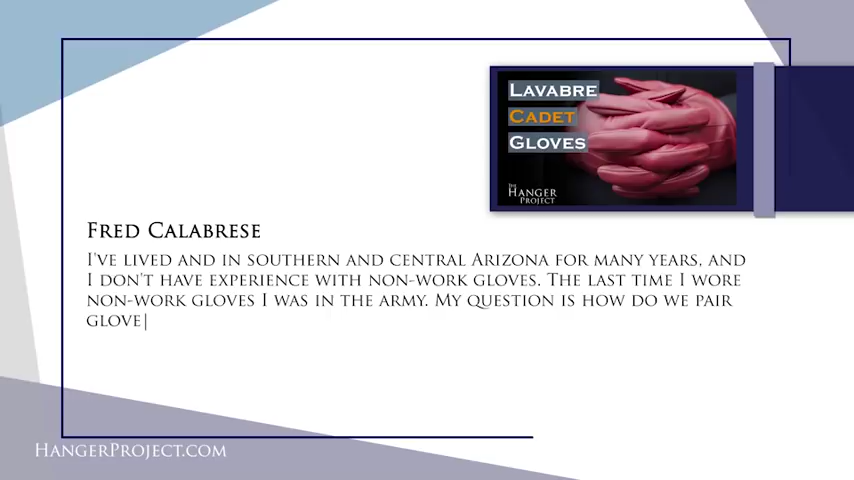 LAVABRE
CADET
GLOVES
THE
HANGER
PROJECT
FRED CALABRESE
I'VE LIVED AND IN SOUTHERN AND CENTRAL ARIZONA FOR MANY YEARS, AND
I DON'T HAVE EXPERIENCE WITH NON-WORK GLOVES. THE LAST TIME I WORE
NON-WORK GLOVES I WAS IN THE ARMY. MY QUESTION IS HOW DO WE PAIR
GLOVE|
HANGERPROJECT.COM